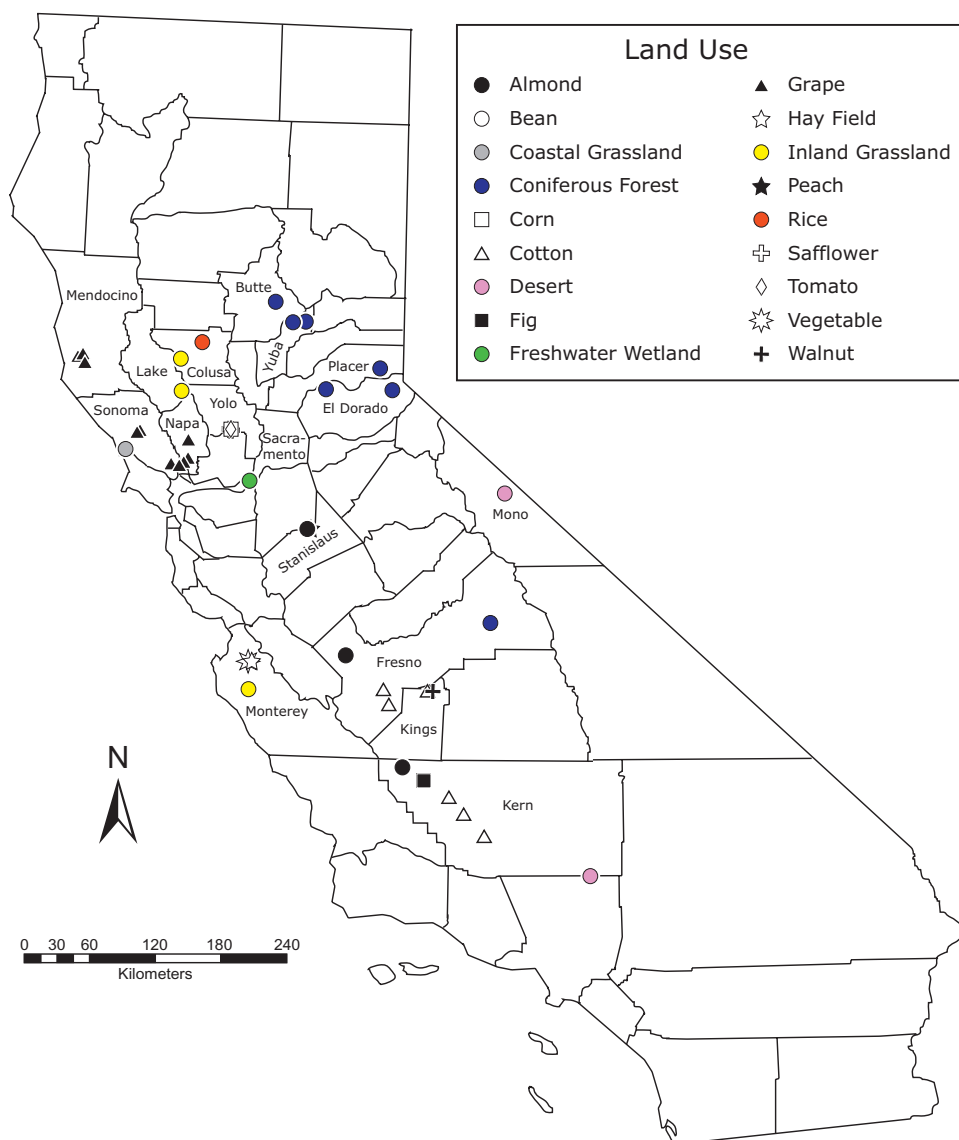 Land Use
Almond
Bean
Coastal Grassland
Coniferous Forest
Corn
Cotton
Desert
Fig
Freshwater Wetland
Grape
Hay Field
Inland Grassland
Peach
Rice
Safflower
Tomato
Vegetable
Walnut
Mendocino
Butte
Yuba
Placer
Lake
Colusa
El Dorado
Sonoma
Napa
Yolo
Sacra-
mento
Mono
Stanislaus
Fresno
Monterey
Kings
Kern
N
0 30 60 120 180 240
Kilometers